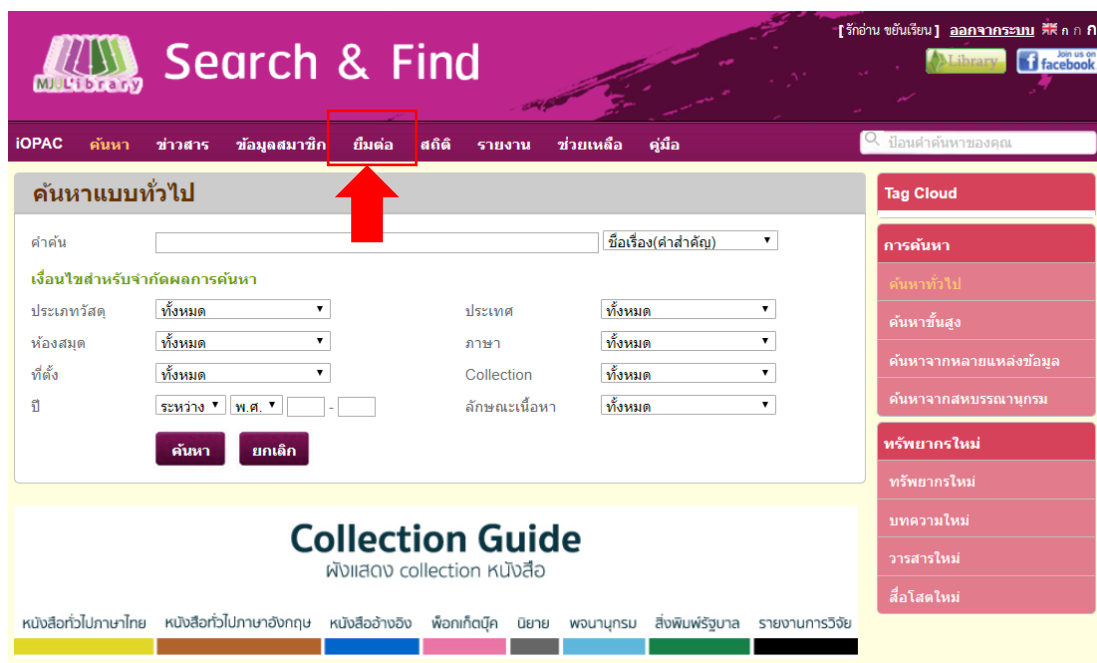 [ รักอ่าน ขยันเรียน ] ออกจากระบบ ก ก ก
MJU Library
Search & Find
Library
Join us on facebook
iOPAC ค้นหา ข่าวสาร ข้อมูลสมาชิก ยืมต่อ สถิติ รายงาน ช่วยเหลือ คู่มือ ป้อนคำค้นหาของคุณ
ค้นหาแบบทั่วไป
คำค้น ชื่อเรื่อง(คำสำคัญ)
เงื่อนไขสำหรับจำกัดผลการค้นหา
ประเภทวัสดุ ทั้งหมด ประเทศ ทั้งหมด
ห้องสมุด ทั้งหมด ภาษา ทั้งหมด
ที่ตั้ง ทั้งหมด Collection ทั้งหมด
ปี ระหว่าง พ.ศ. - ลักษณะเนื้อหา ทั้งหมด
ค้นหา ยกเลิก
Tag Cloud
การค้นหา
ค้นหาทั่วไป
ค้นหาขั้นสูง
ค้นหาจากหลายแหล่งข้อมูล
ค้นหาจากสหบรรณานุกรม
ทรัพยากรใหม่
ทรัพยากรใหม่
บทความใหม่
วารสารใหม่
สื่อโสตใหม่
Collection Guide
ผังแสดง collection หนังสือ
หนังสือทั่วไปภาษาไทย หนังสือทั่วไปภาษาอังกฤษ หนังสืออ้างอิง พ็อกเก็ตบุ๊ค นิยาย พจนานุกรม สิ่งพิมพ์รัฐบาล รายงานการวิจัย